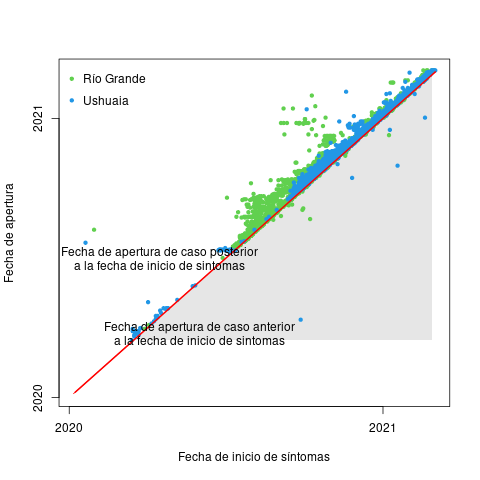 Río Grande
Ushuaia
2021
Fecha de apertura
Fecha de apertura de caso posterior
a la fecha de inicio de sintomas
Fecha de apertura de caso anterior
a la fecha de inicio de sintomas
2020
2020
2021
Fecha de inicio de síntomas